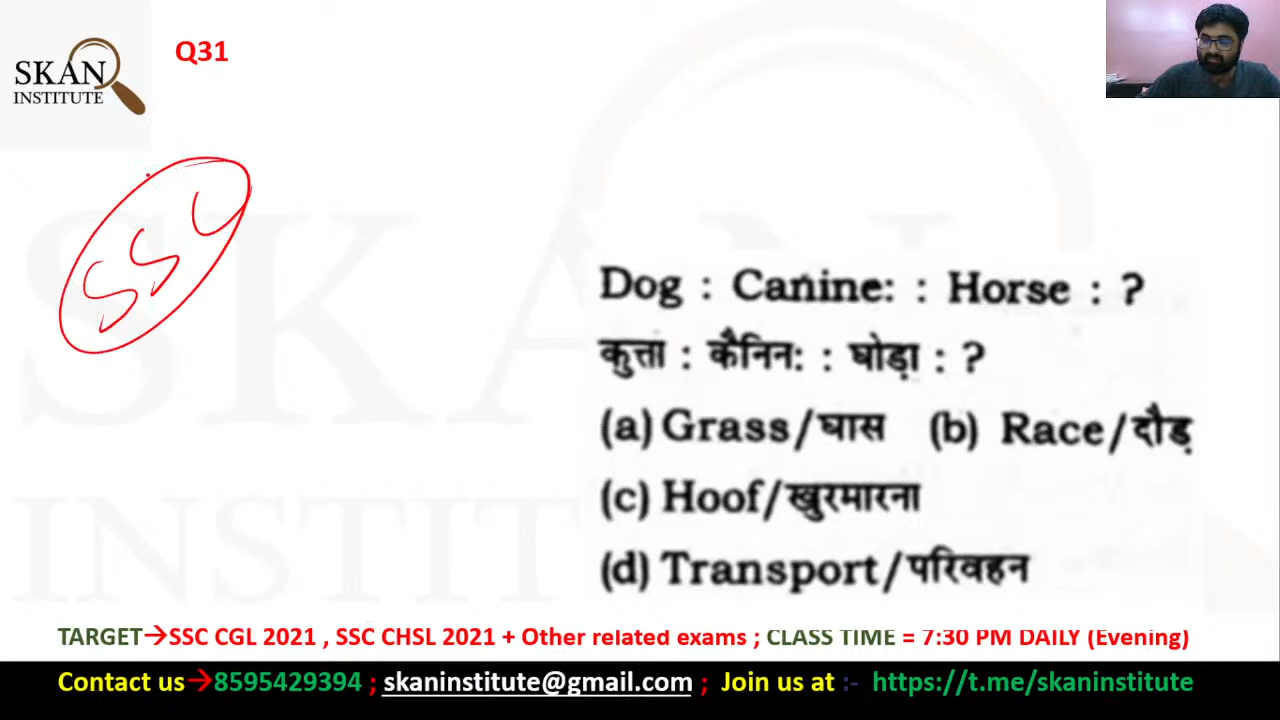 SKAN
INSTITUTE
Q31
SSC
Dog : Canine: : Horse : ?
कुत्ता : कैनिन: : घोड़ा : ?
(a) Grass/घास (b) Race/दौड़
(c) Hoof/खुरमारना
(d) Transport/परिवहन
SKAN
INSTIT
TARGET→SSC CGL 2021 , SSC CHSL 2021 + Other related exams ; CLASS TIME = 7:30 PM DAILY (Evening)
Contact us→8595429394 ; skaninstitute@gmail.com ; Join us at :- https://t.me/skaninstitute